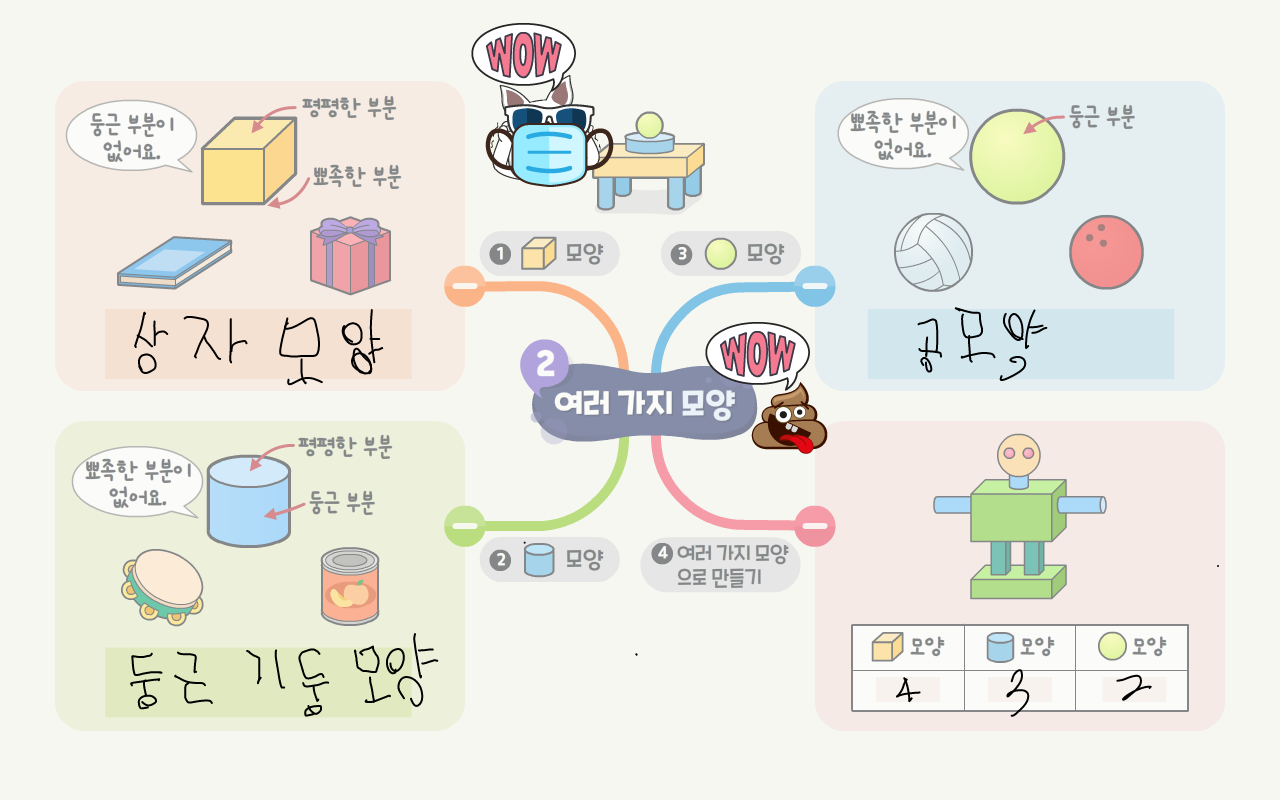 WOW
둥근 부분이
없어요.
평평한 부분
뾰족한 부분
상자 모양
1 모양
3 모양
뾰족한 부분이
없어요.
둥근 부분
공모양
2
여러 가지 모양
WOW
뾰족한 부분이
없어요.
평평한 부분
둥근 부분
둥근 기둥 모양
2 모양
4 여러 가지 모양
으로 만들기
모양 모양 모양
4 3 2